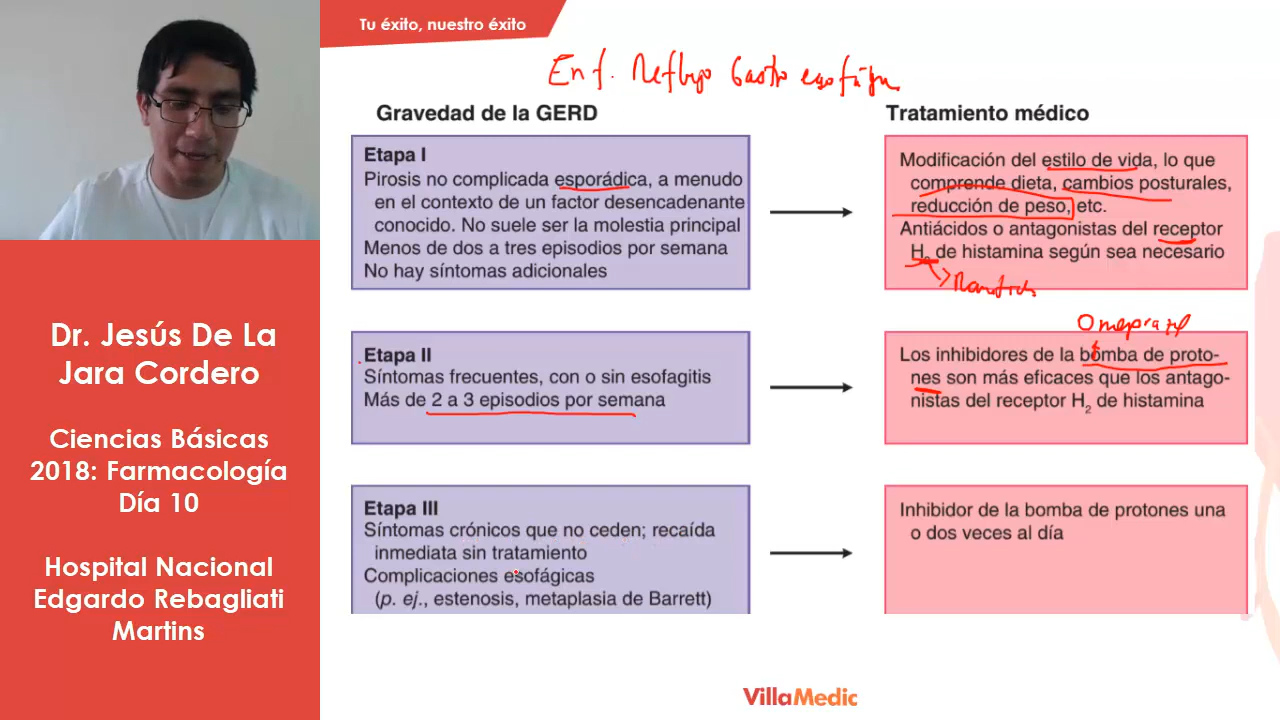 Tu éxito, nuestro éxito
Enf. Reflujo Gastro esofágica
Gravedad de la GERD
Tratamiento médico
Etapa I
Pirosis no complicada esporádica, a menudo
en el contexto de un factor desencadenante
conocido. No suele ser la molestia principal
Menos de dos a tres episodios por semana
No hay síntomas adicionales
Modificación del estilo de vida, lo que
comprende dieta, cambios posturales,
reducción de peso, etc.
Antiácidos o antagonistas del receptor
H2 de histamina según sea necesario
Omeprazol
Etapa II
Síntomas frecuentes, con o sin esofagitis
Más de 2 a 3 episodios por semana
Los inhibidores de la bomba de proto-
nes son más eficaces que los antago-
nistas del receptor H2 de histamina
Etapa III
Síntomas crónicos que no ceden; recaída
inmediata sin tratamiento
Complicaciones esofágicas
(p. ej., estenosis, metaplasia de Barrett)
Inhibidor de la bomba de protones una
o dos veces al día
Dr. Jesús De La
Jara Cordero
Ciencias Básicas
2018: Farmacología
Día 10
Hospital Nacional
Edgardo Rebagliati
Martins
VillaMedic